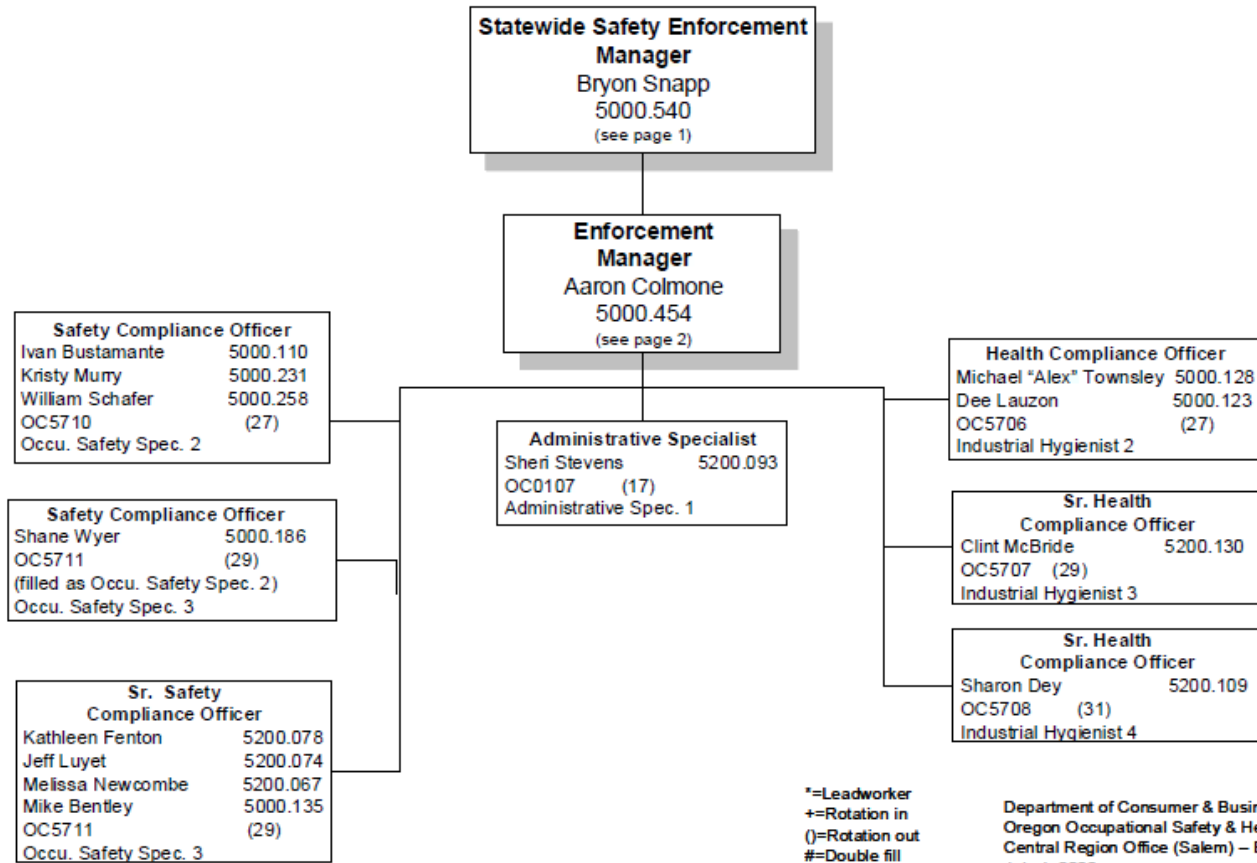 Statewide Safety Enforcement
Manager
Bryon Snapp
5000.540
(see page 1)
Enforcement
Manager
Aaron Colmone
5000.454
(see page 2)
Safety Compliance Officer
Ivan Bustamante 5000.110
Kristy Murry 5000.231
William Schafer 5000.258
OC5710 (27)
Occu. Safety Spec. 2
Safety Compliance Officer
Shane Wyer 5000.186
OC5711 (29)
(filled as Occu. Safety Spec. 2)
Occu. Safety Spec. 3
Sr. Safety
Compliance Officer
Kathleen Fenton 5200.078
Jeff Luyet 5200.074
Melissa Newcombe 5200.067
Mike Bentley 5000.135
OC5711 (29)
Occu. Safety Spec. 3
Administrative Specialist
Sheri Stevens 5200.093
OC0107 (17)
Administrative Spec. 1
Health Compliance Officer
Michael “Alex” Townsley 5000.128
Dee Lauzon 5000.123
OC5706 (27)
Industrial Hygienist 2
Sr. Health
Compliance Officer
Clint McBride 5200.130
OC5707 (29)
Industrial Hygienist 3
Sr. Health
Compliance Officer
Sharon Dey 5200.109
OC5708 (31)
Industrial Hygienist 4
*=Leadworker
+=Rotation in
()=Rotation out
#=Double fill
Department of Consumer & Busin
Oregon Occupational Safety & He
Central Region Office (Salem) –